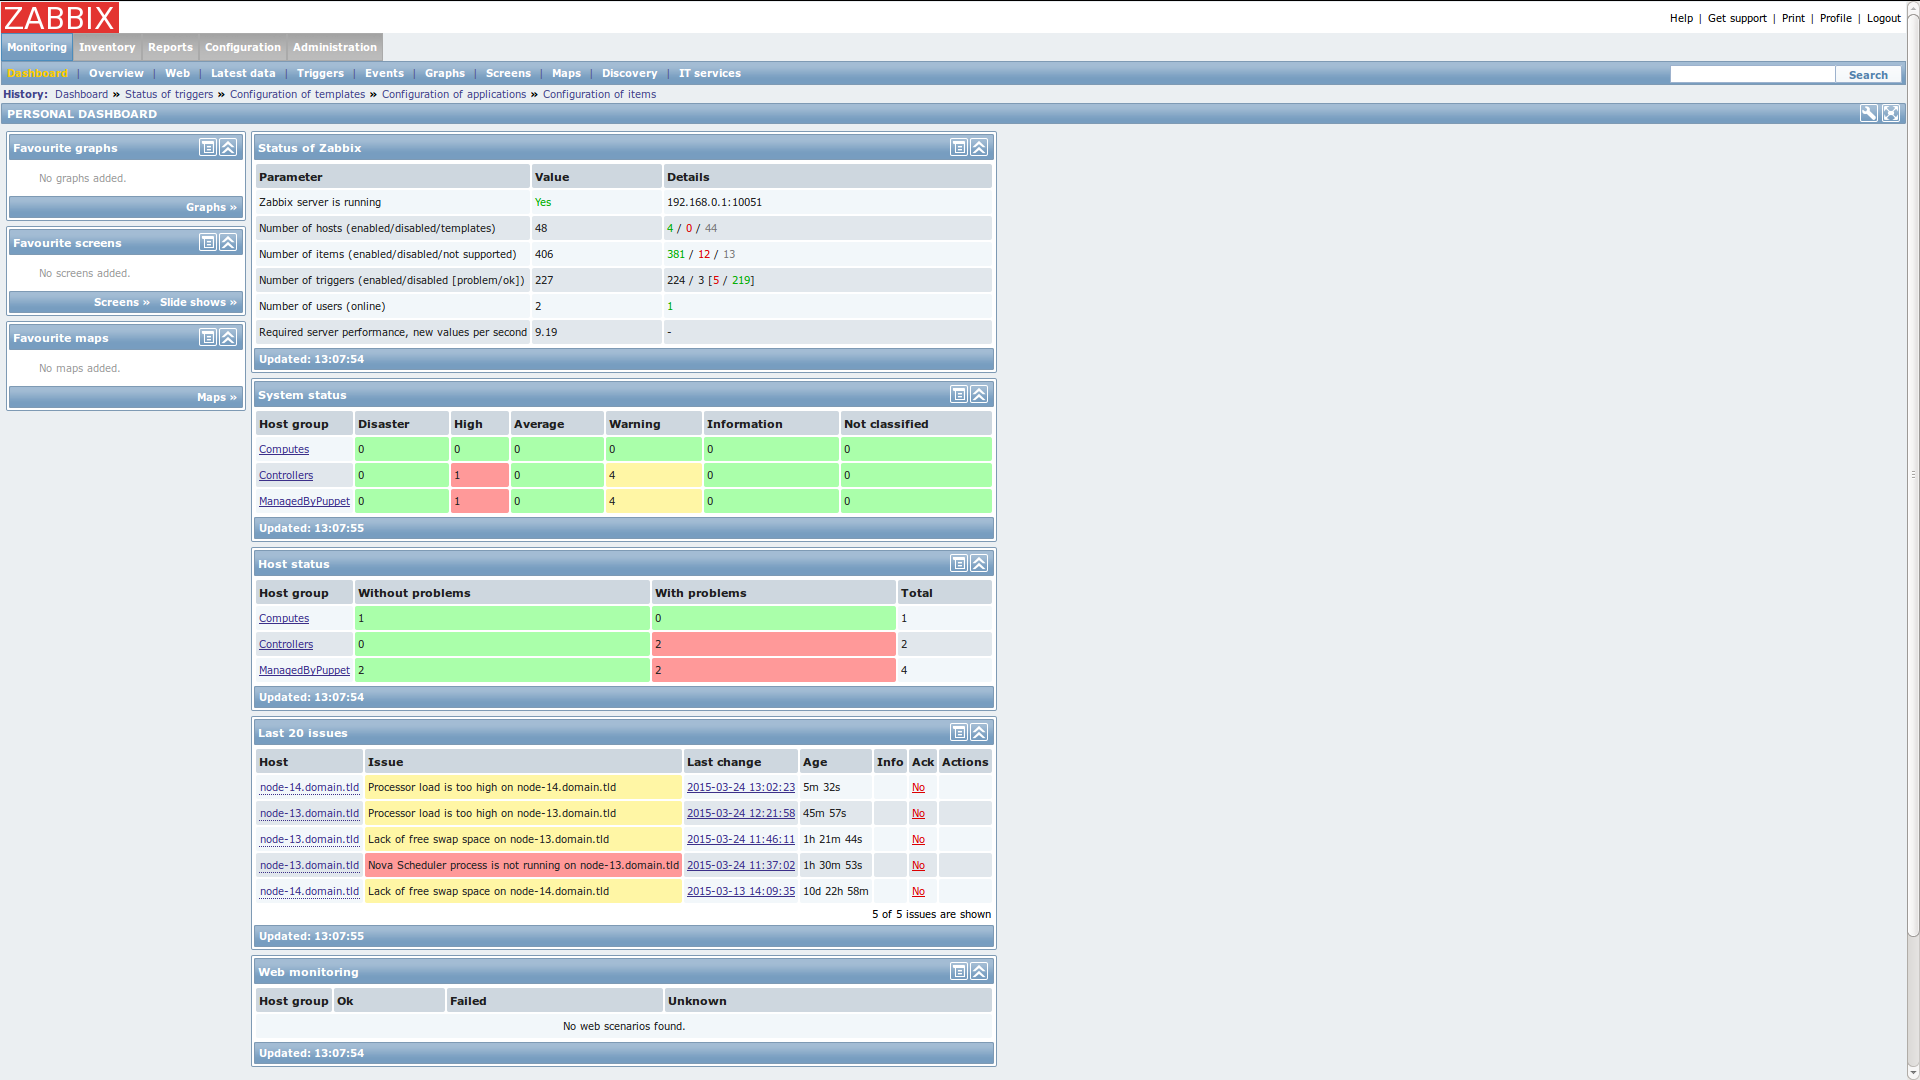 ZABBIX
Help | Get support | Print | Profile | Logout
Monitoring Inventory Reports Configuration Administration
Dashboard | Overview | Web | Latest data | Triggers | Events | Graphs | Screens | Maps | Discovery | IT services Search
History: Dashboard » Status of triggers » Configuration of templates » Configuration of applications » Configuration of items
PERSONAL DASHBOARD
Favourite graphs
No graphs added.
Graphs »
Favourite screens
No screens added.
Screens » Slide shows »
Favourite maps
No maps added.
Maps »
Status of Zabbix
Parameter Value Details
Zabbix server is running Yes 192.168.0.1:10051
Number of hosts (enabled/disabled/templates) 48 4 / 0 / 44
Number of items (enabled/disabled/not supported) 406 381 / 12 / 13
Number of triggers (enabled/disabled [problem/ok]) 227 224 / 3 [5 / 219]
Number of users (online) 2 1
Required server performance, new values per second 9.19 -
Updated: 13:07:54
System status
Host group Disaster High Average Warning Information Not classified
Computes 0 0 0 0 0 0
Controllers 0 1 0 4 0 0
ManagedByPuppet 0 1 0 4 0 0
Updated: 13:07:55
Host status
Host group Without problems With problems Total
Computes 1 0 1
Controllers 0 2 2
ManagedByPuppet 2 2 4
Updated: 13:07:54
Last 20 issues
Host Issue Last change Age Info Ack Actions
node-14.domain.tld Processor load is too high on node-14.domain.tld 2015-03-24 13:02:23 5m 32s No
node-13.domain.tld Processor load is too high on node-13.domain.tld 2015-03-24 12:21:58 45m 57s No
node-13.domain.tld Lack of free swap space on node-13.domain.tld 2015-03-24 11:46:11 1h 21m 44s No
node-13.domain.tld Nova Scheduler process is not running on node-13.domain.tld 2015-03-24 11:37:02 1h 30m 53s No
node-14.domain.tld Lack of free swap space on node-14.domain.tld 2015-03-13 14:09:35 10d 22h 58m No
5 of 5 issues are shown
Updated: 13:07:55
Web monitoring
Host group Ok Failed Unknown
No web scenarios found.
Updated: 13:07:54